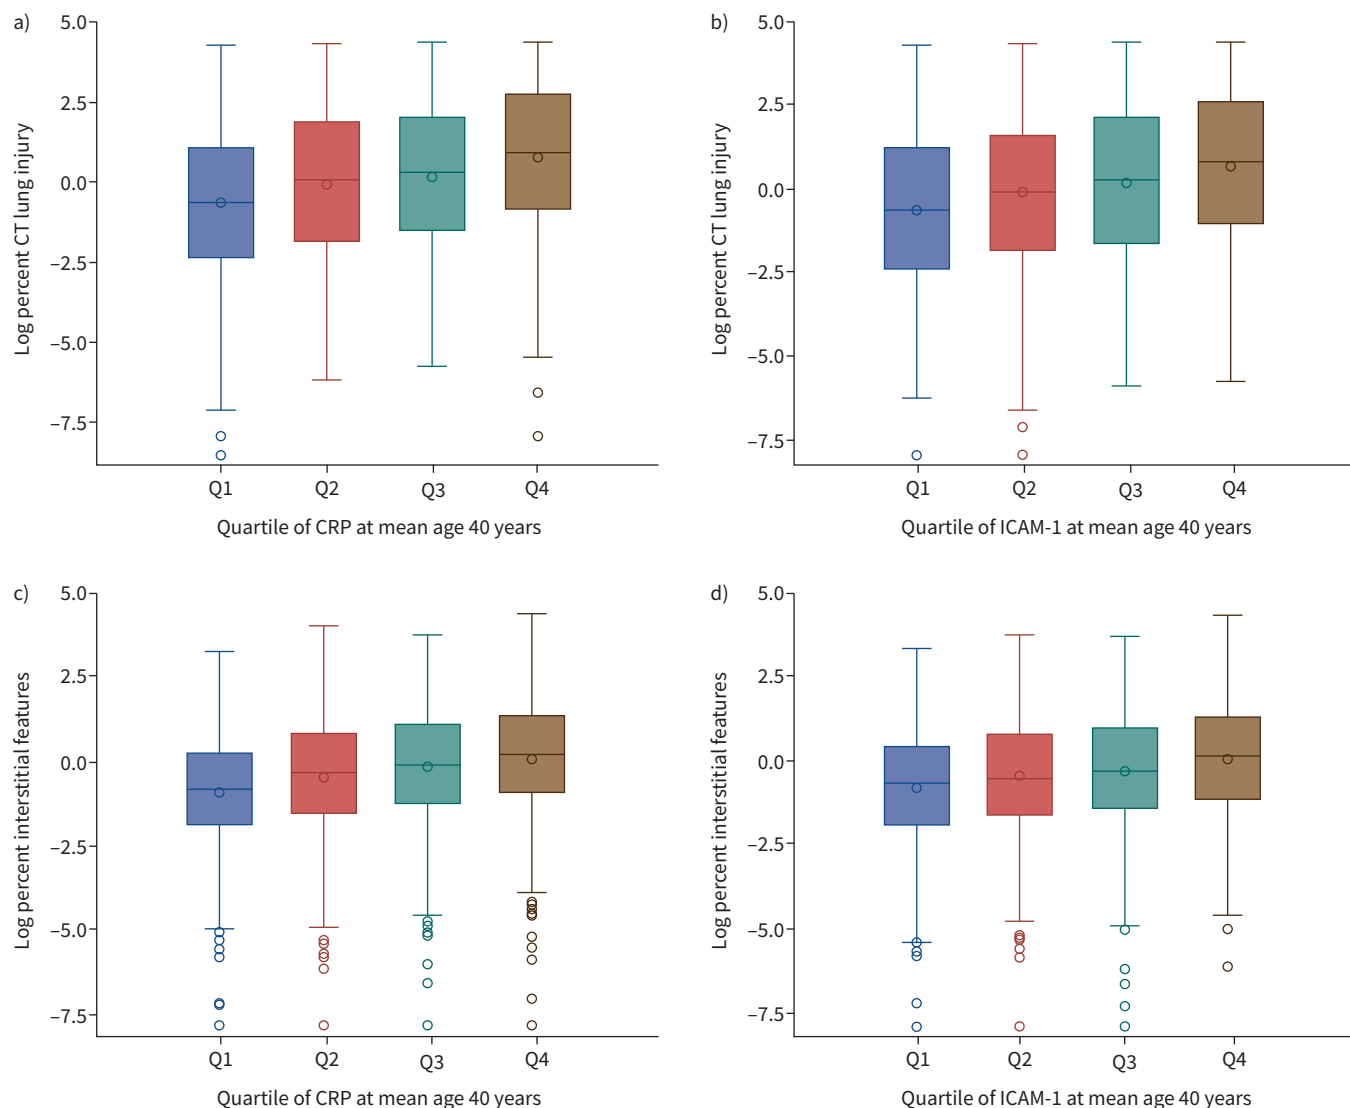 a)
Log percent CT lung injury
5.0
2.5
0.0
–2.5
–5.0
–7.5
Q1 Q2 Q3 Q4
Quartile of CRP at mean age 40 years
b)
Log percent CT lung injury
5.0
2.5
0.0
–2.5
–5.0
–7.5
Q1 Q2 Q3 Q4
Quartile of ICAM-1 at mean age 40 years
c)
Log percent interstitial features
5.0
2.5
0.0
–2.5
–5.0
–7.5
Q1 Q2 Q3 Q4
Quartile of CRP at mean age 40 years
d)
Log percent interstitial features
5.0
2.5
0.0
–2.5
–5.0
–7.5
Q1 Q2 Q3 Q4
Quartile of ICAM-1 at mean age 40 years